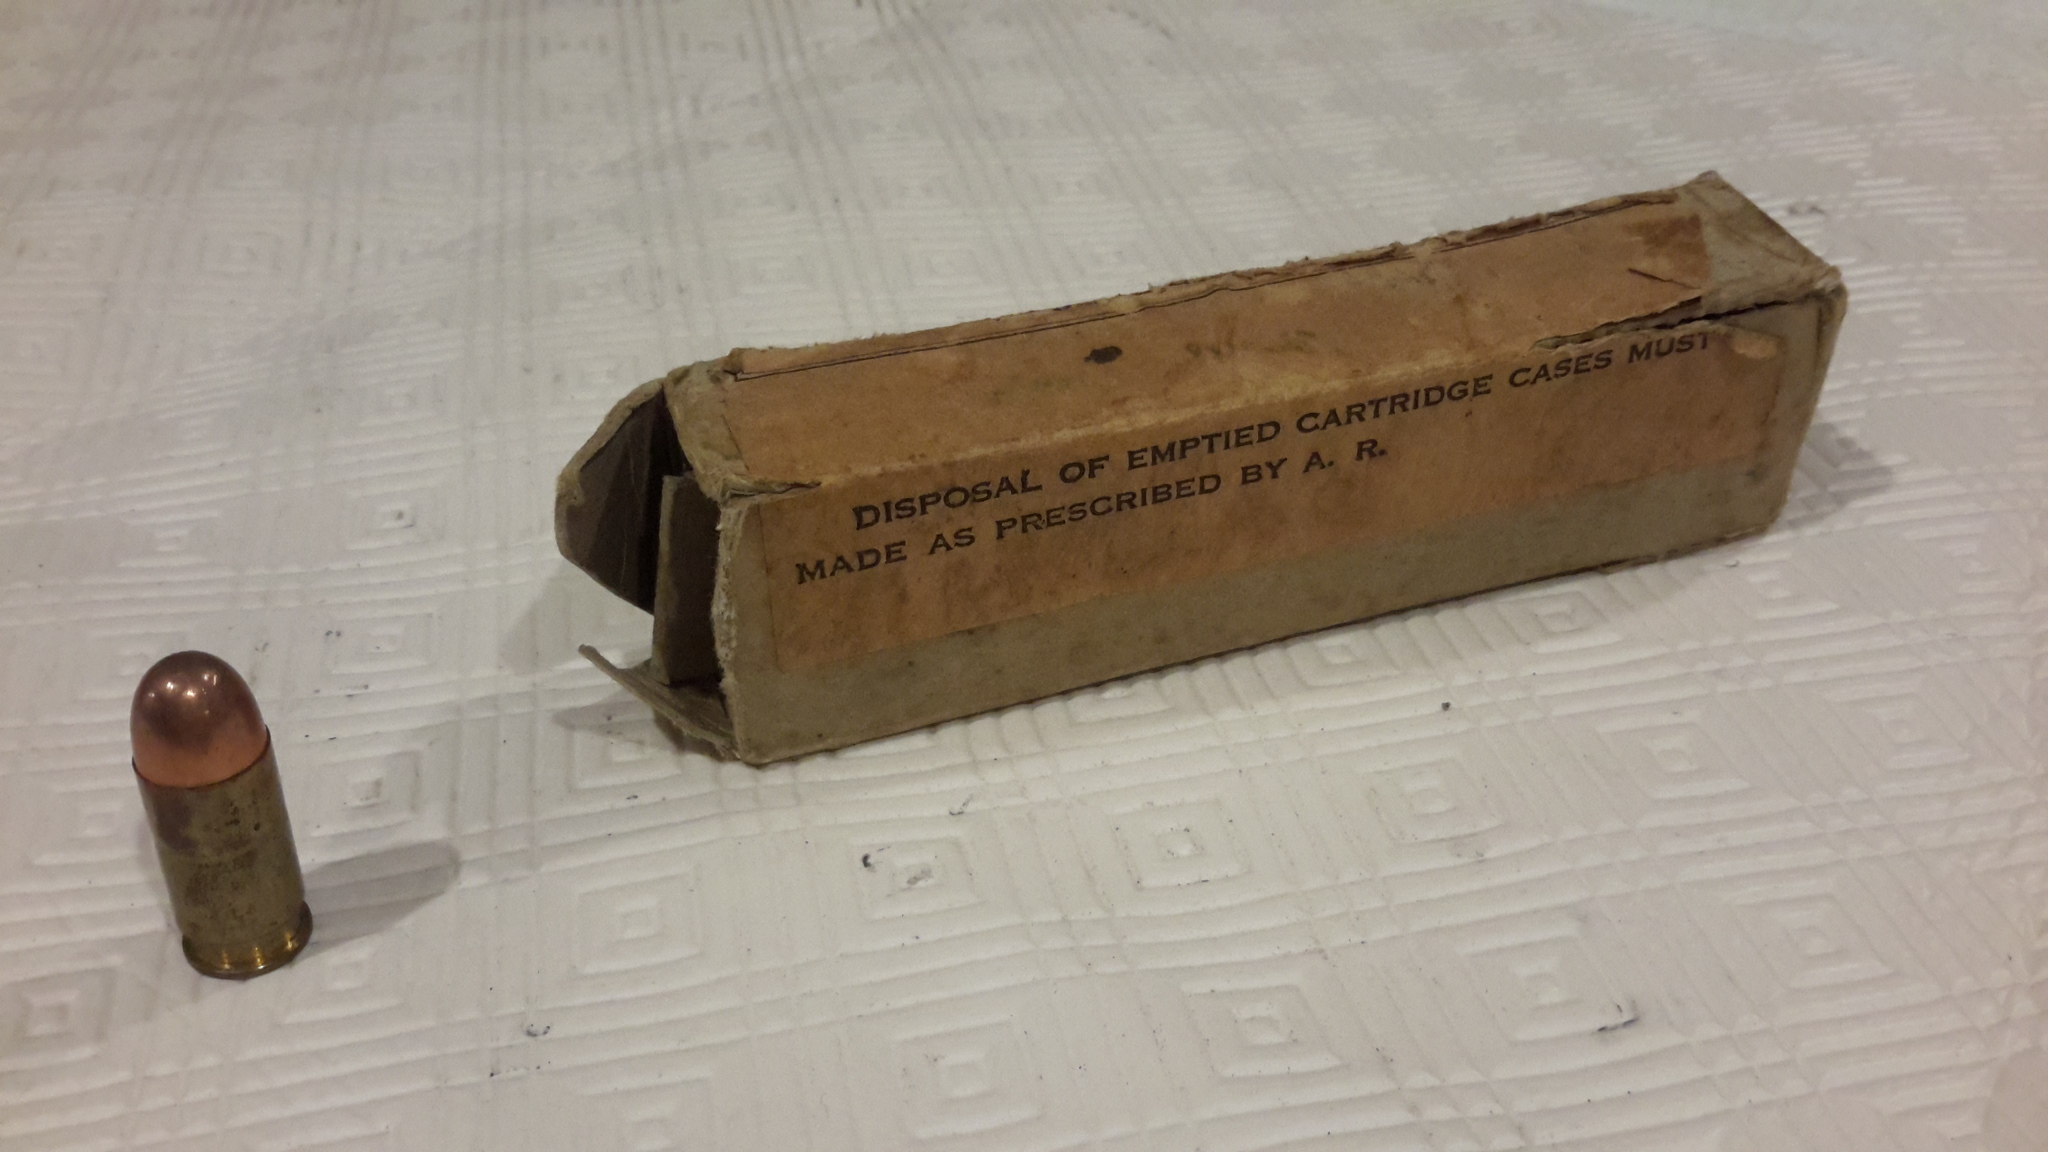 DISPOSAL OF EMPTIED CARTRIDGE CASES MUST
MADE AS PRESCRIBED BY A. R.